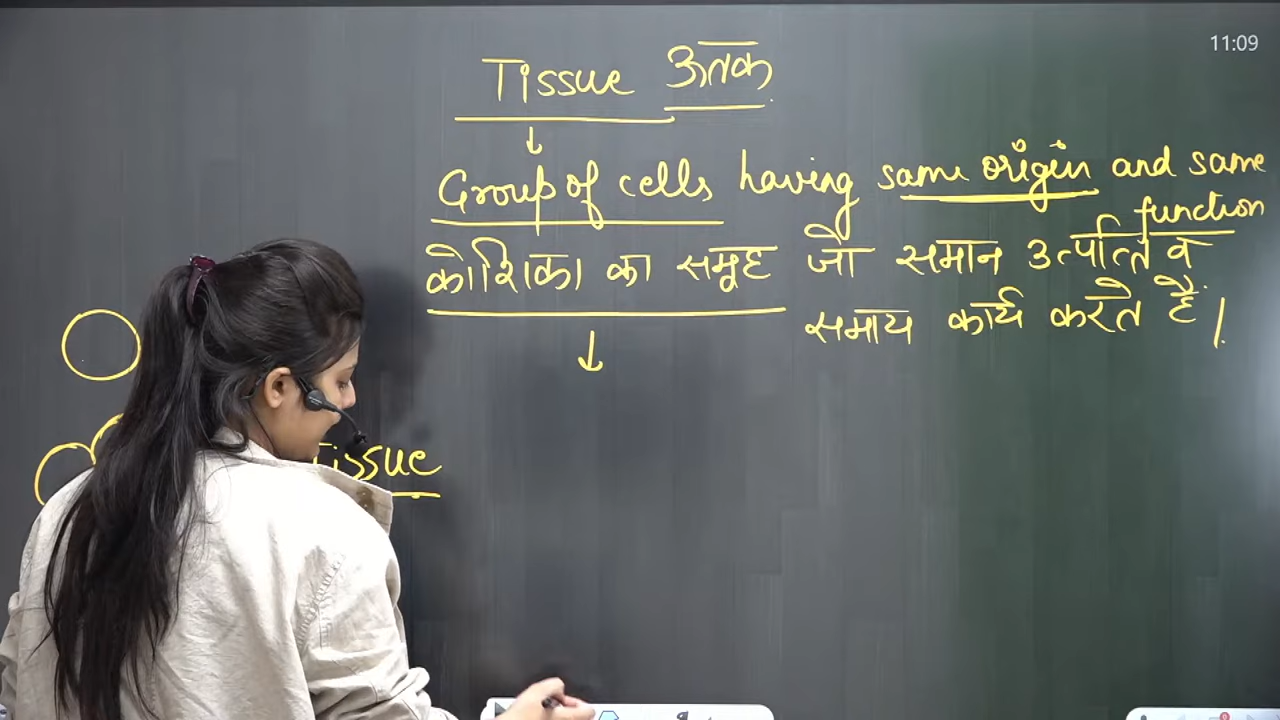 11:09
Tissue ऊतक
Group of cells having same origin and same
function
कोशिका का समूह जो समान उत्पत्ति व
समाय कार्य करते है।
Tissue